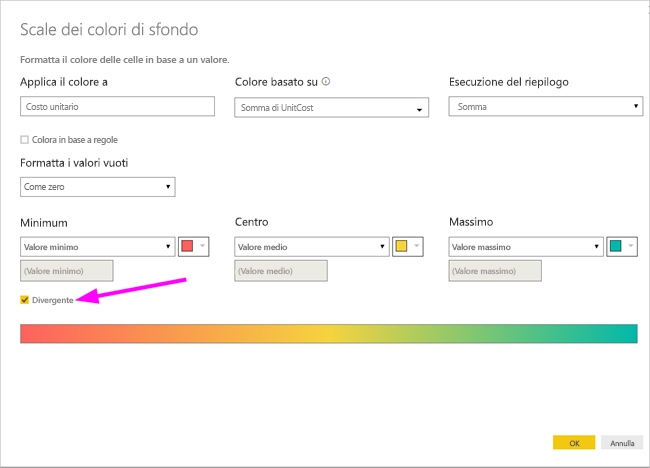 Scale dei colori di sfondo
Formatta il colore delle celle in base a un valore.
Applica il colore a
Colore basato su
Esecuzione del riepilogo
Costo unitario
Somma di UnitCost
Somma
Colora in base a regole
Formatta i valori vuoti
Come zero
Minimum
Centro
Massimo
Valore minimo
Valore medio
Valore massimo
(Valore minimo)
(Valore medio)
(Valore massimo)
Divergente
OK
Annulla